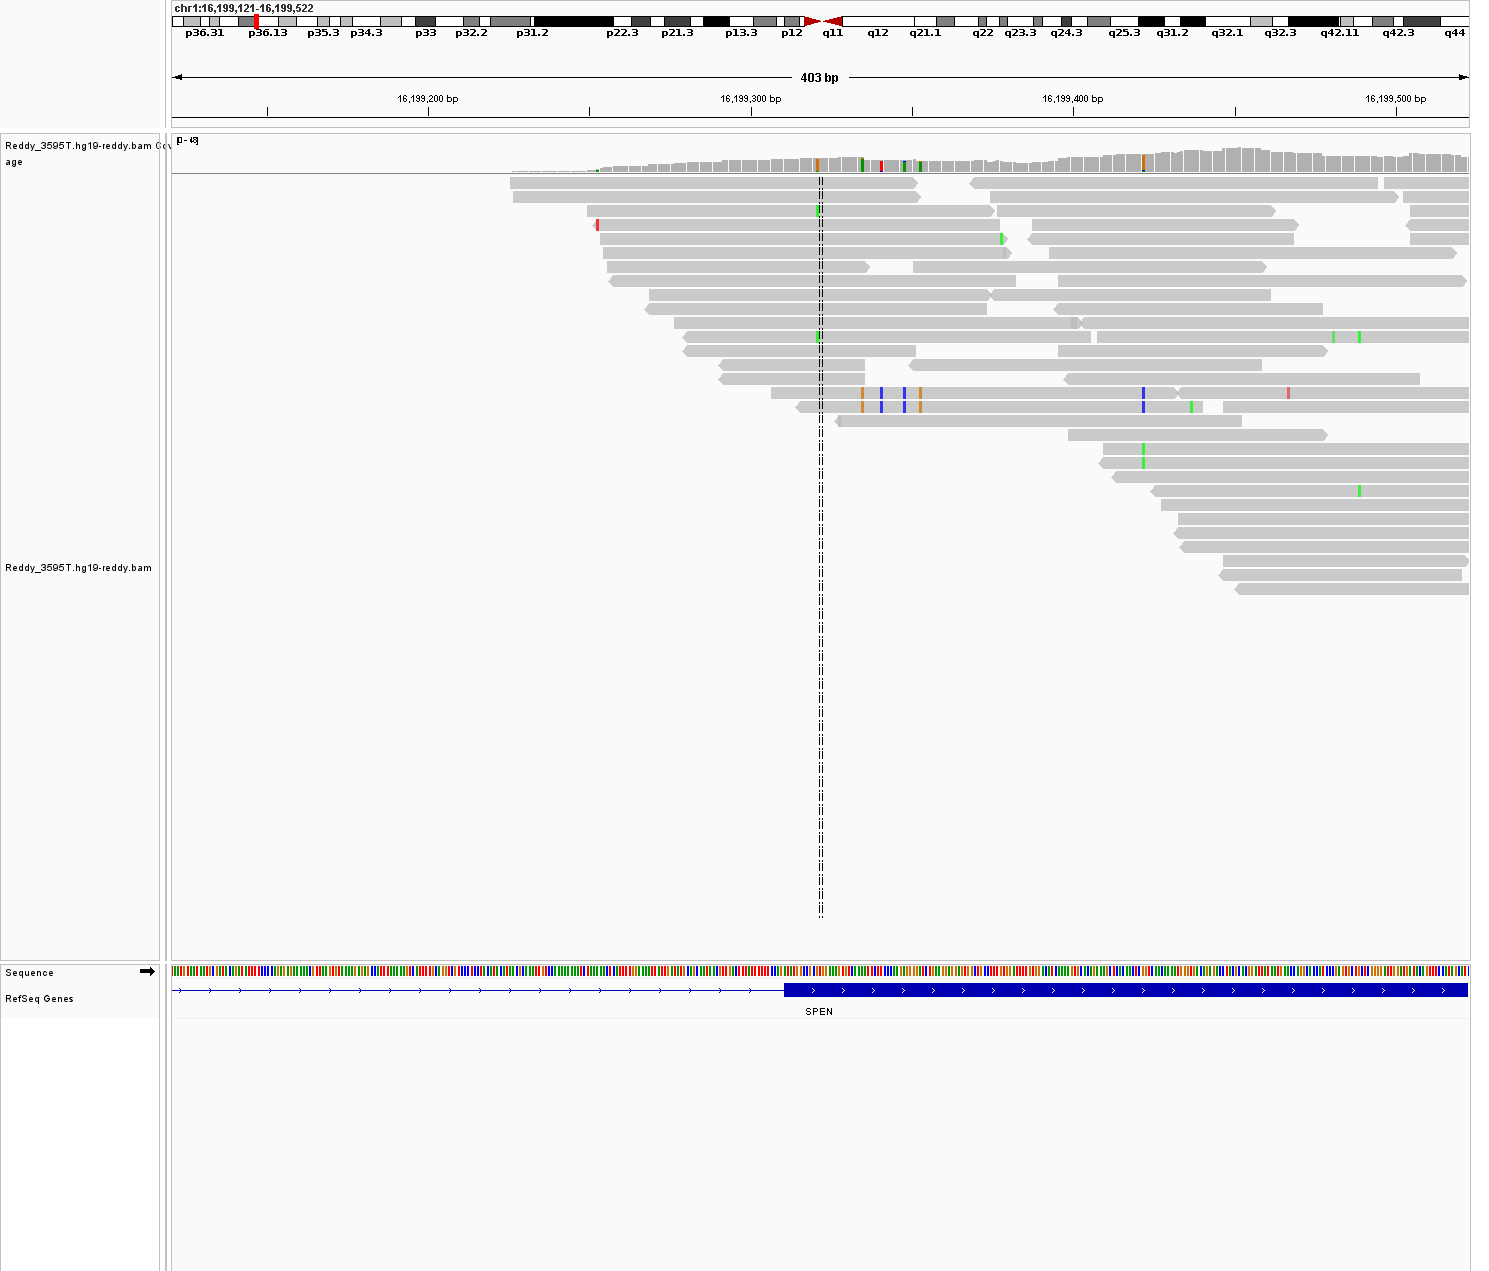 chr1:16,199,121-16,199,522
p36.31 p36.13 p35.3 p34.3 p33 p32.2 p31.2 p22.3 p21.3 p13.3 p12 q11 q12 q21.1 q22 q23.3 q24.3 q25.3 q31.2 q32.1 q32.3 q42.11 q42.3 q44
403 bp
16,199,200 bp 16,199,300 bp 16,199,400 bp 16,199,500 bp
Reddy_3595T.hg19-reddy.bam Cov
age
Reddy_3595T.hg19-reddy.bam
Sequence
RefSeq Genes
SPEN